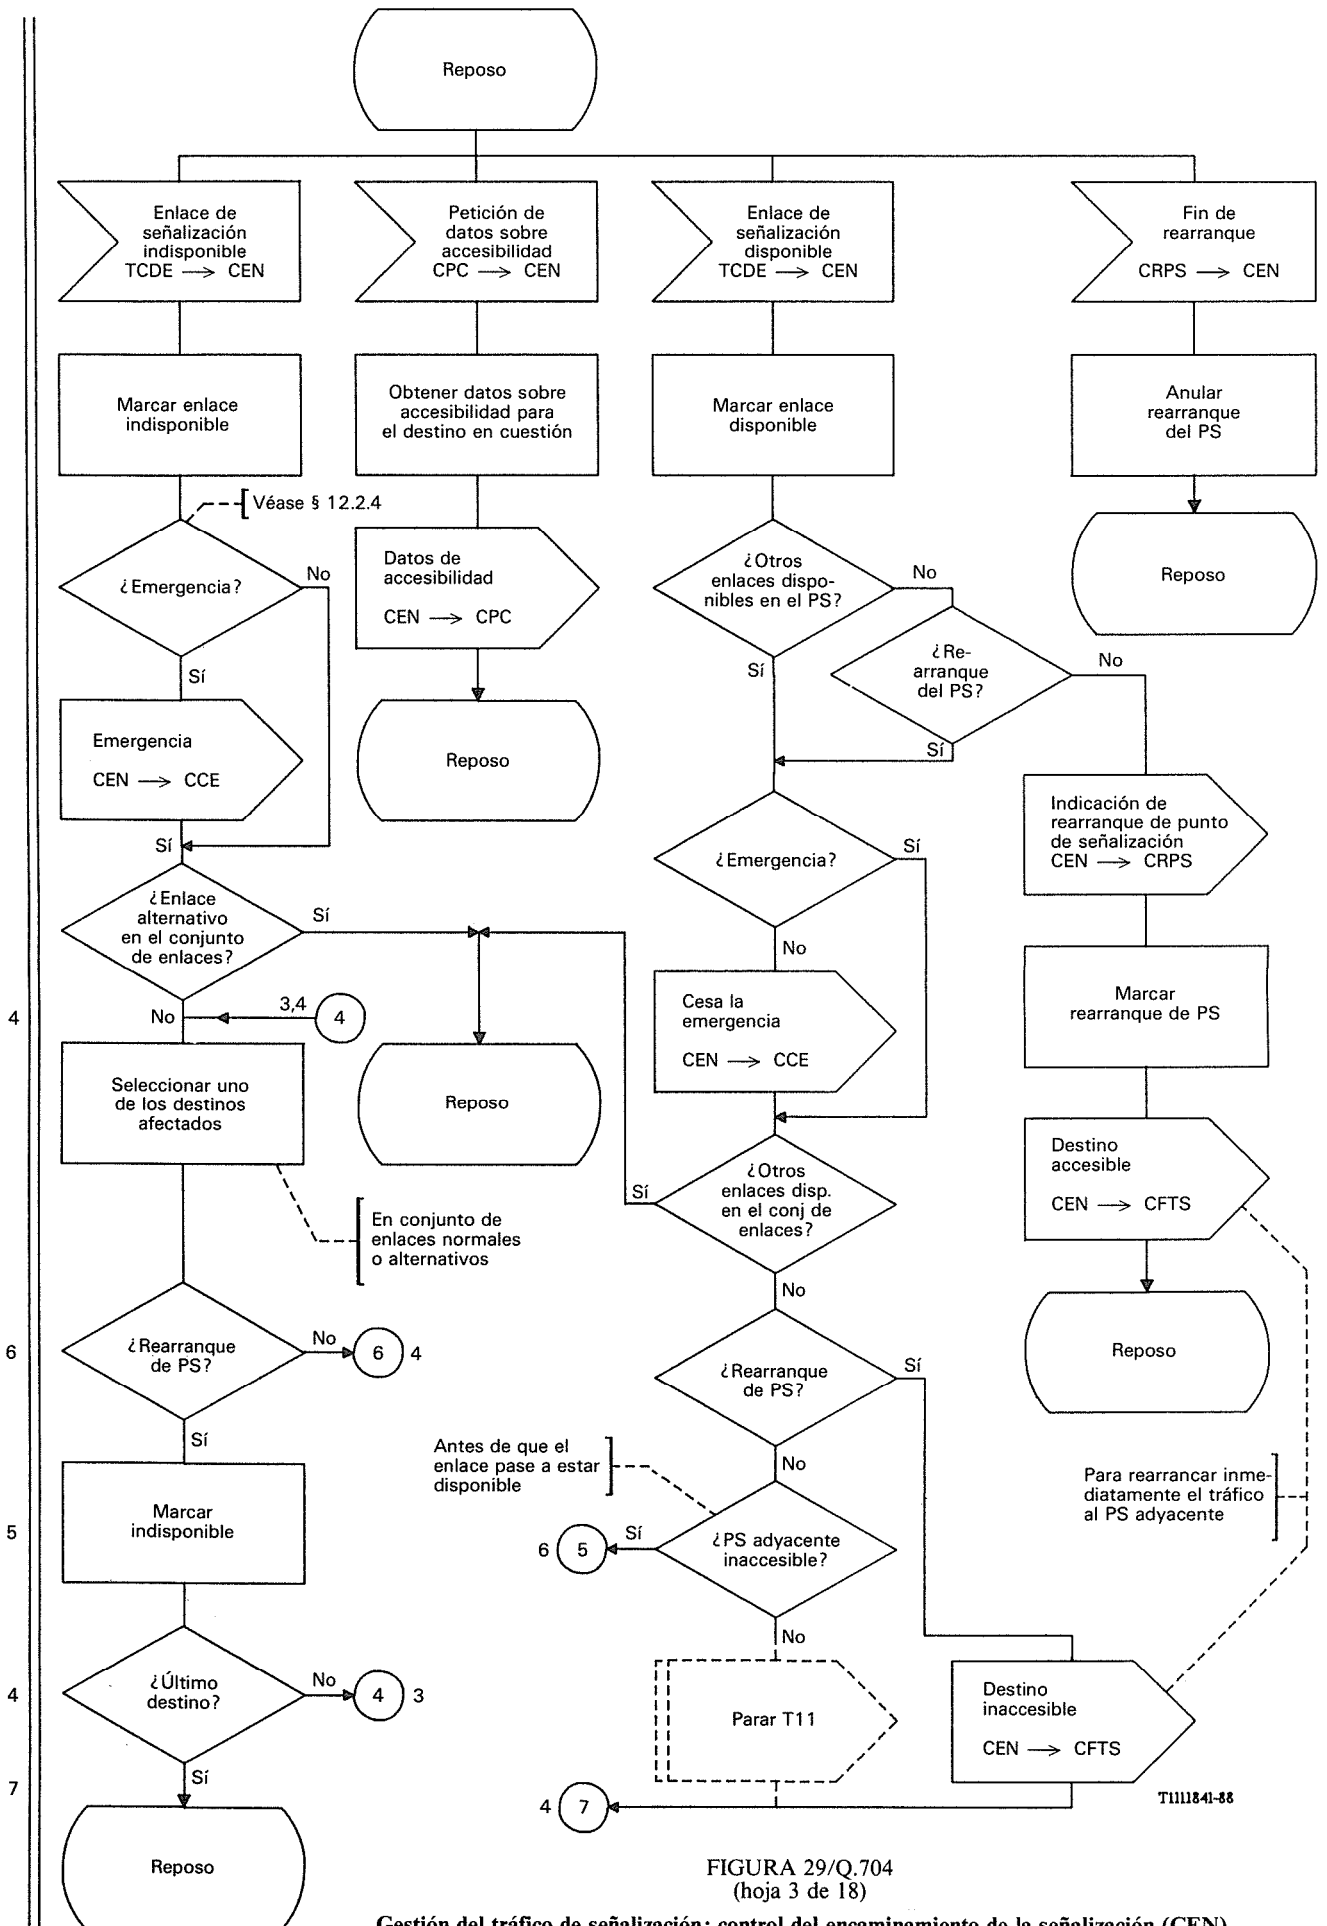 Reposo
Enlace de
señalización
indisponible
TCDE → CEN
Petición de
datos sobre
accesibilidad
CPC → CEN
Enlace de
señalización
disponible
TCDE → CEN
Fin de
rearranque
CRPS → CEN
Marcar enlace
indisponible
Obtener datos sobre
accesibilidad para
el destino en cuestión
Marcar enlace
disponible
Anular
rearranque
del PS
Véase § 12.2.4
¿Emergencia?
No
Sí
Datos de
accesibilidad
CEN → CPC
¿Otros
enlaces dispo-
nibles en el PS?
No
Sí
Reposo
¿Re-
arranque
del PS?
No
Sí
Emergencia
CEN → CCE
Sí
Reposo
Indicación de
rearranque de punto
de señalización
CEN → CRPS
¿Emergencia?
Sí
No
¿Enlace
alternativo
en el conjunto
de enlaces?
Sí
No
3,4
4
4
Marcar
rearranque de PS
Cesa la
emergencia
CEN → CCE
Seleccionar uno
de los destinos
afectados
Reposo
Destino
accesible
CEN → CFTS
¿Otros
enlaces disp.
en el conj de
enlaces?
Sí
No
En conjunto de
enlaces normales
o alternativos
6
¿Rearranque
de PS?
No
6
4
Sí
¿Rearranque
de PS?
Sí
No
Reposo
Antes de que el
enlace pase a estar
disponible
Para rearrancar inme-
diatamente el tráfico
al PS adyacente
5
Marcar
indisponible
6
5
Sí
¿PS adyacente
inaccesible?
No
4
¿Último
destino?
No
4
3
Sí
Parar T11
Destino
inaccesible
CEN → CFTS
7
4
7
T1111841-88
Reposo
FIGURA 29/Q.704
(hoja 3 de 18)
Gestión del tráfico de señalización: control del encaminamiento de la señalización (CEN)